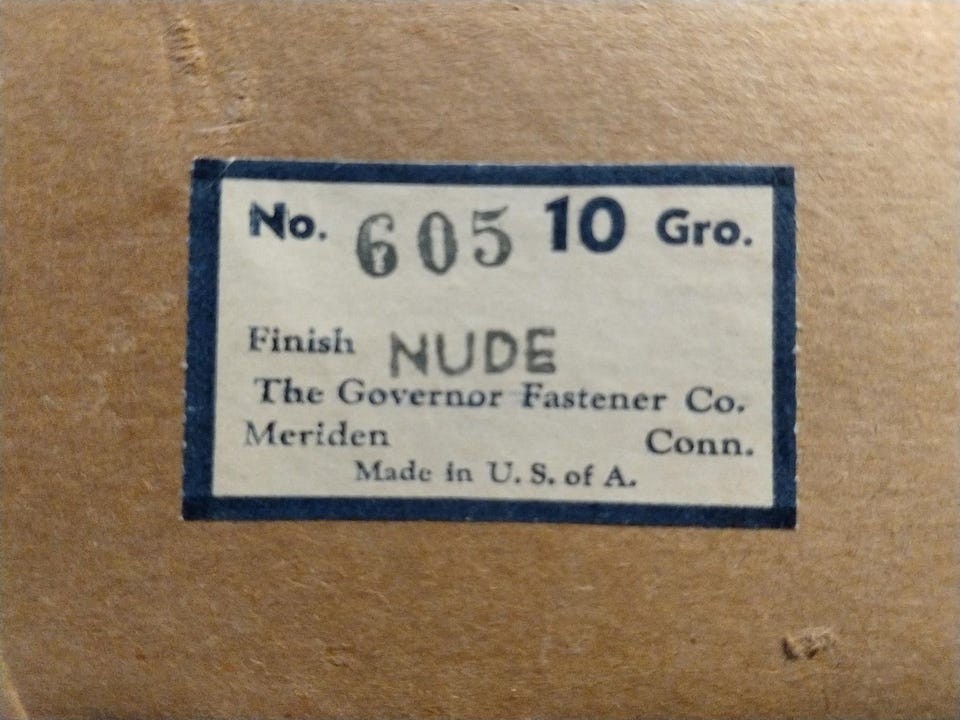 No. 605 10 Gro.
Finish NUDE
The Governor Fastener Co.
Meriden Conn.
Made in U. S. of A.